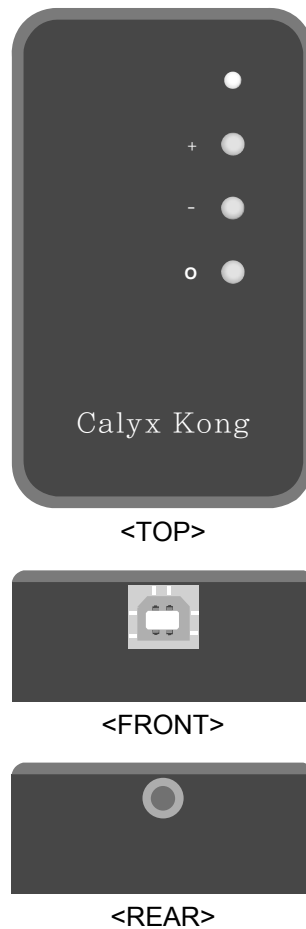 +
-
o
Calyx Kong
<TOP>
<FRONT>
<REAR>